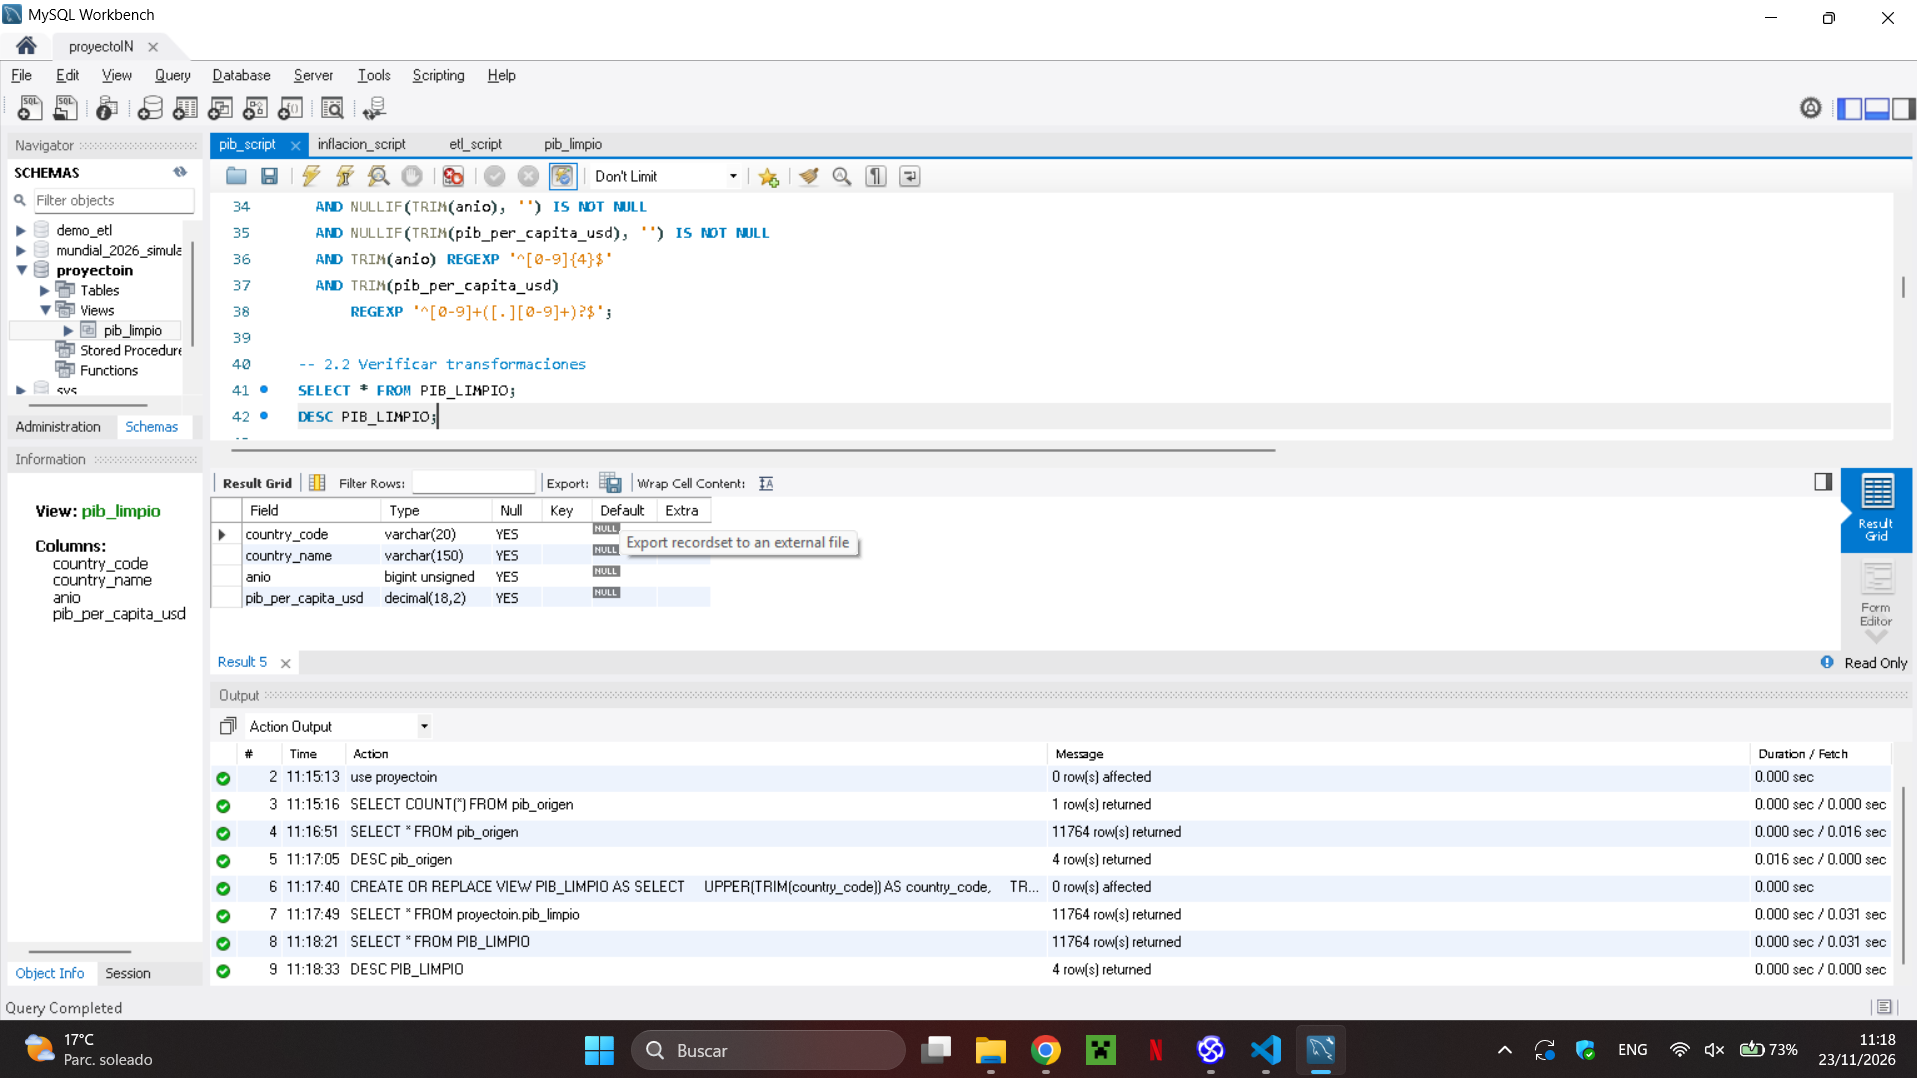 MySQL Workbench
proyectoIN
File Edit View Query Database Server Tools Scripting Help
Navigator
SCHEMAS
Filter objects
demo_etl
mundial_2026_simula
proyectoin
Tables
Views
pib_limpio
Stored Procedure
Functions
sys
Administration Schemas
Information
View: pib_limpio
Columns:
country_code
country_name
anio
pib_per_capita_usd
Object Info Session
pib_script inflacion_script etl_script pib_limpio
Don't Limit
34 AND NULLIF(TRIM(anio), '') IS NOT NULL
35 AND NULLIF(TRIM(pib_per_capita_usd), '') IS NOT NULL
36 AND TRIM(anio) REGEXP '^[0-9]{4}$'
37 AND TRIM(pib_per_capita_usd)
38 REGEXP '^[0-9]+([.][0-9]+)?$';
39
40 -- 2.2 Verificar transformaciones
41 SELECT * FROM PIB_LIMPIO;
42 DESC PIB_LIMPIO;
Result Grid Filter Rows: Export: Wrap Cell Content:
Field Type Null Key Default Extra
country_code varchar(20) YES NULL
country_name varchar(150) YES NULL
anio bigint unsigned YES NULL
pib_per_capita_usd decimal(18,2) YES NULL
Export recordset to an external file
Result Grid
Form Editor
Result 5
Read Only
Output
Action Output
# Time Action Message Duration / Fetch
2 11:15:13 use proyectoin 0 row(s) affected 0.000 sec
3 11:15:16 SELECT COUNT(*) FROM pib_origen 1 row(s) returned 0.000 sec / 0.000 sec
4 11:16:51 SELECT * FROM pib_origen 11764 row(s) returned 0.000 sec / 0.016 sec
5 11:17:05 DESC pib_origen 4 row(s) returned 0.016 sec / 0.000 sec
6 11:17:40 CREATE OR REPLACE VIEW PIB_LIMPIO AS SELECT UPPER(TRIM(country_code)) AS country_code, TR... 0 row(s) affected 0.000 sec
7 11:17:49 SELECT * FROM proyectoin.pib_limpio 11764 row(s) returned 0.000 sec / 0.031 sec
8 11:18:21 SELECT * FROM PIB_LIMPIO 11764 row(s) returned 0.000 sec / 0.031 sec
9 11:18:33 DESC PIB_LIMPIO 4 row(s) returned 0.000 sec / 0.000 sec
Query Completed
17°C
Parc. soleado
Buscar
ENG
73%
11:18
23/11/2026